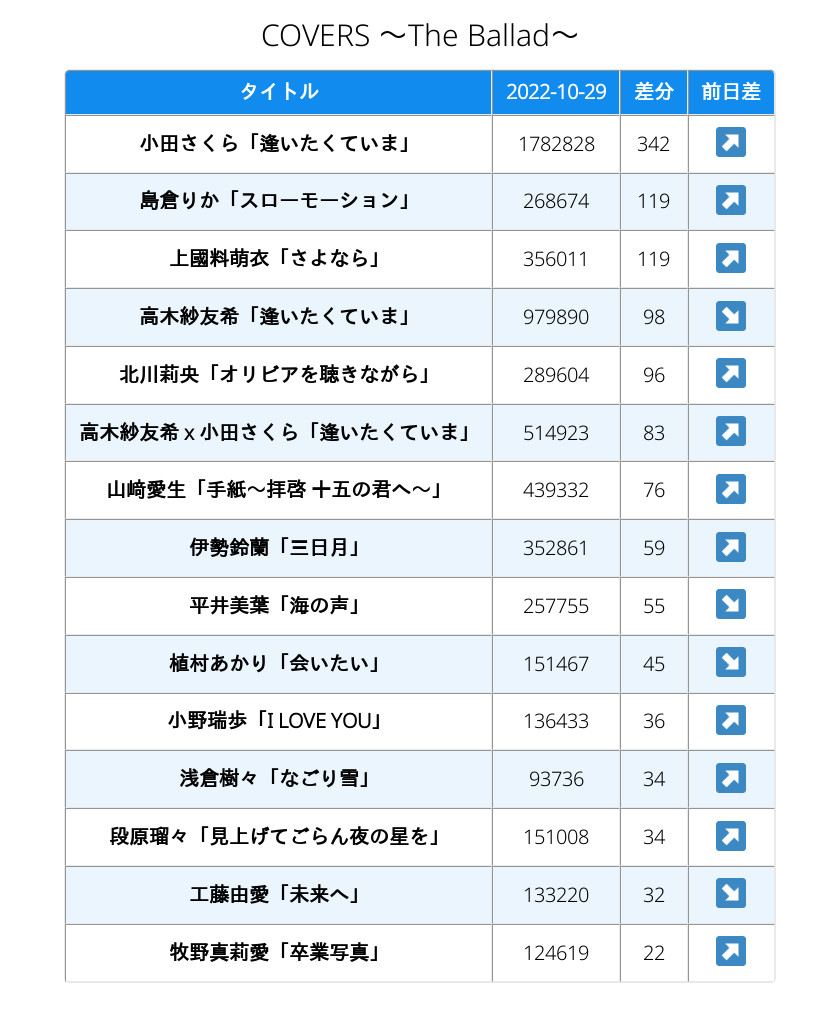 COVERS ～The Ballad～
タイトル 2022-10-29 差分 前日差
小田さくら「逢いたくていま」 1782828 342 ↗
島倉りか「スローモーション」 268674 119 ↗
上國料萌衣「さよなら」 356011 119 ↗
高木紗友希「逢いたくていま」 979890 98 ↘
北川莉央「オリビアを聴きながら」 289604 96 ↗
高木紗友希 x 小田さくら「逢いたくていま」 514923 83 ↗
山﨑愛生「手紙～拝啓 十五の君へ～」 439332 76 ↗
伊勢鈴蘭「三日月」 352861 59 ↗
平井美葉「海の声」 257755 55 ↘
植村あかり「会いたい」 151467 45 ↘
小野瑞歩「I LOVE YOU」 136433 36 ↗
浅倉樹々「なごり雪」 93736 34 ↗
段原瑠々「見上げてごらん夜の星を」 151008 34 ↗
工藤由愛「未来へ」 133220 32 ↘
牧野真莉愛「卒業写真」 124619 22 ↗